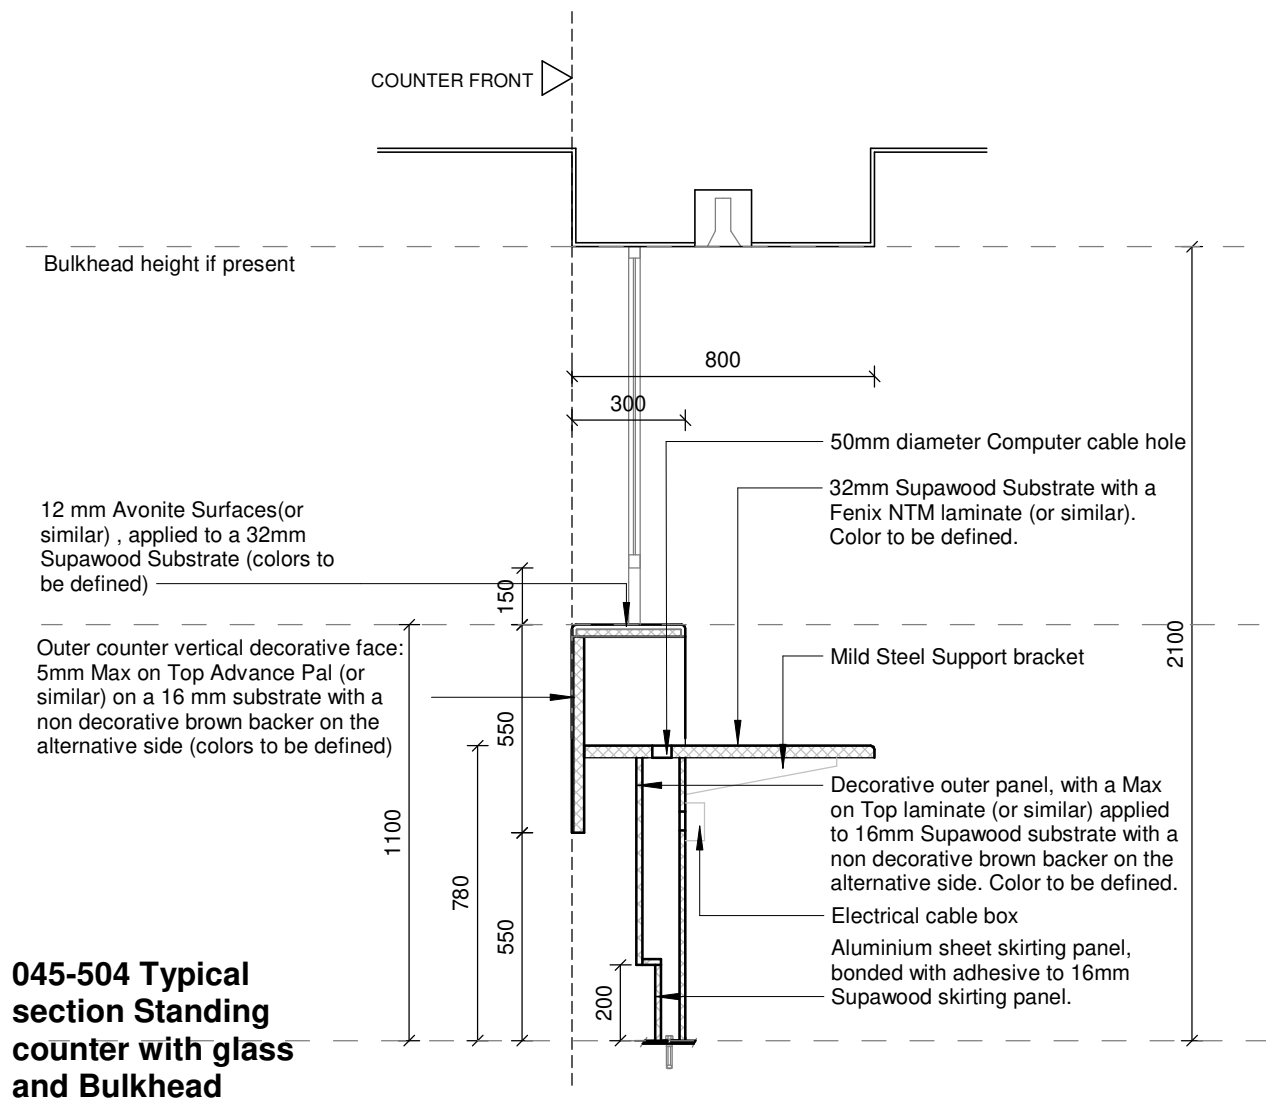 COUNTER FRONT
Bulkhead height if present
800
300
50mm diameter Computer cable hole
32mm Supawood Substrate with a
Fenix NTM laminate (or similar).
Color to be defined.
12 mm Avonite Surfaces(or
similar) , applied to a 32mm
Supawood Substrate (colors to
be defined)
150
Outer counter vertical decorative face:
5mm Max on Top Advance Pal (or
similar) on a 16 mm substrate with a
non decorative brown backer on the
alternative side (colors to be defined)
550
2100
Mild Steel Support bracket
Decorative outer panel, with a Max
on Top laminate (or similar) applied
to 16mm Supawood substrate with a
non decorative brown backer on the
alternative side. Color to be defined.
1100
780
550
Electrical cable box
Aluminium sheet skirting panel,
bonded with adhesive to 16mm
Supawood skirting panel.
200
045-504 Typical
section Standing
counter with glass
and Bulkhead